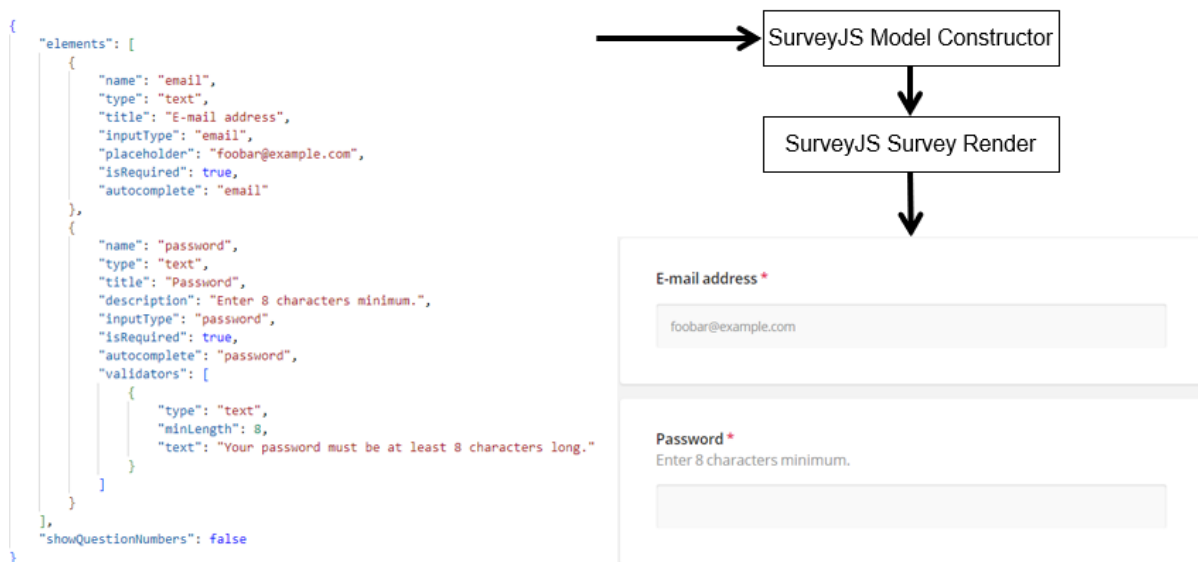 {
"elements": [
{
"name": "email",
"type": "text",
"title": "E-mail address",
"inputType": "email",
"placeholder": "foobar@example.com",
"isRequired": true,
"autocomplete": "email"
},
{
"name": "password",
"type": "text",
"title": "Password",
"description": "Enter 8 characters minimum.",
"inputType": "password",
"isRequired": true,
"autocomplete": "password",
"validators": [
{
"type": "text",
"minLength": 8,
"text": "Your password must be at least 8 characters long."
}
]
}
],
"showQuestionNumbers": false
}
SurveyJS Model Constructor
SurveyJS Survey Render
E-mail address *
foobar@example.com
Password *
Enter 8 characters minimum.